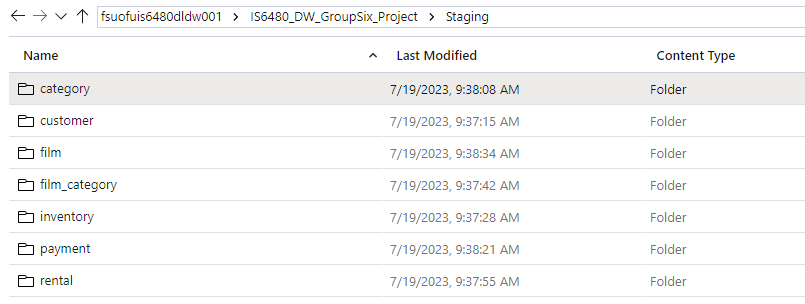 fsuofuis6480dldw001 > IS6480_DW_GroupSix_Project > Staging
Name Last Modified Content Type
category 7/19/2023, 9:38:08 AM Folder
customer 7/19/2023, 9:37:15 AM Folder
film 7/19/2023, 9:38:34 AM Folder
film_category 7/19/2023, 9:37:42 AM Folder
inventory 7/19/2023, 9:37:28 AM Folder
payment 7/19/2023, 9:38:21 AM Folder
rental 7/19/2023, 9:37:55 AM Folder